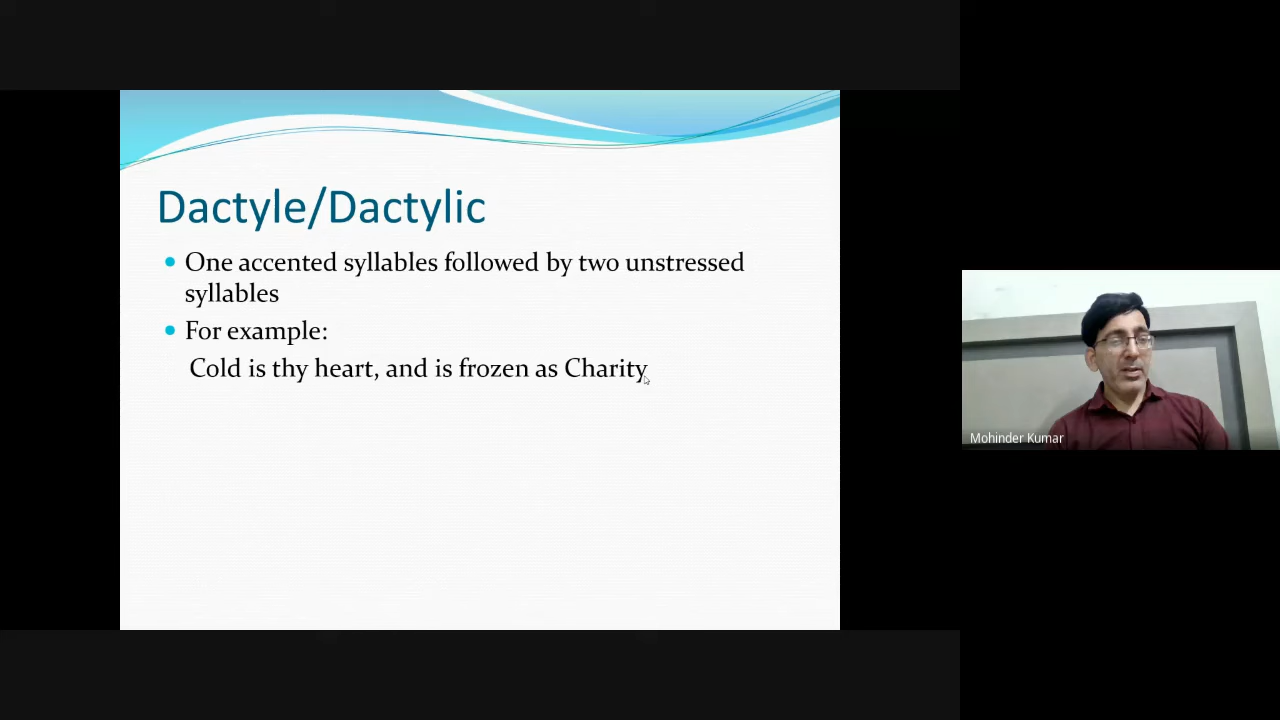 Dactyle/Dactylic
One accented syllables followed by two unstressed
syllables
For example:
Cold is thy heart, and is frozen as Charity
Mohinder Kumar